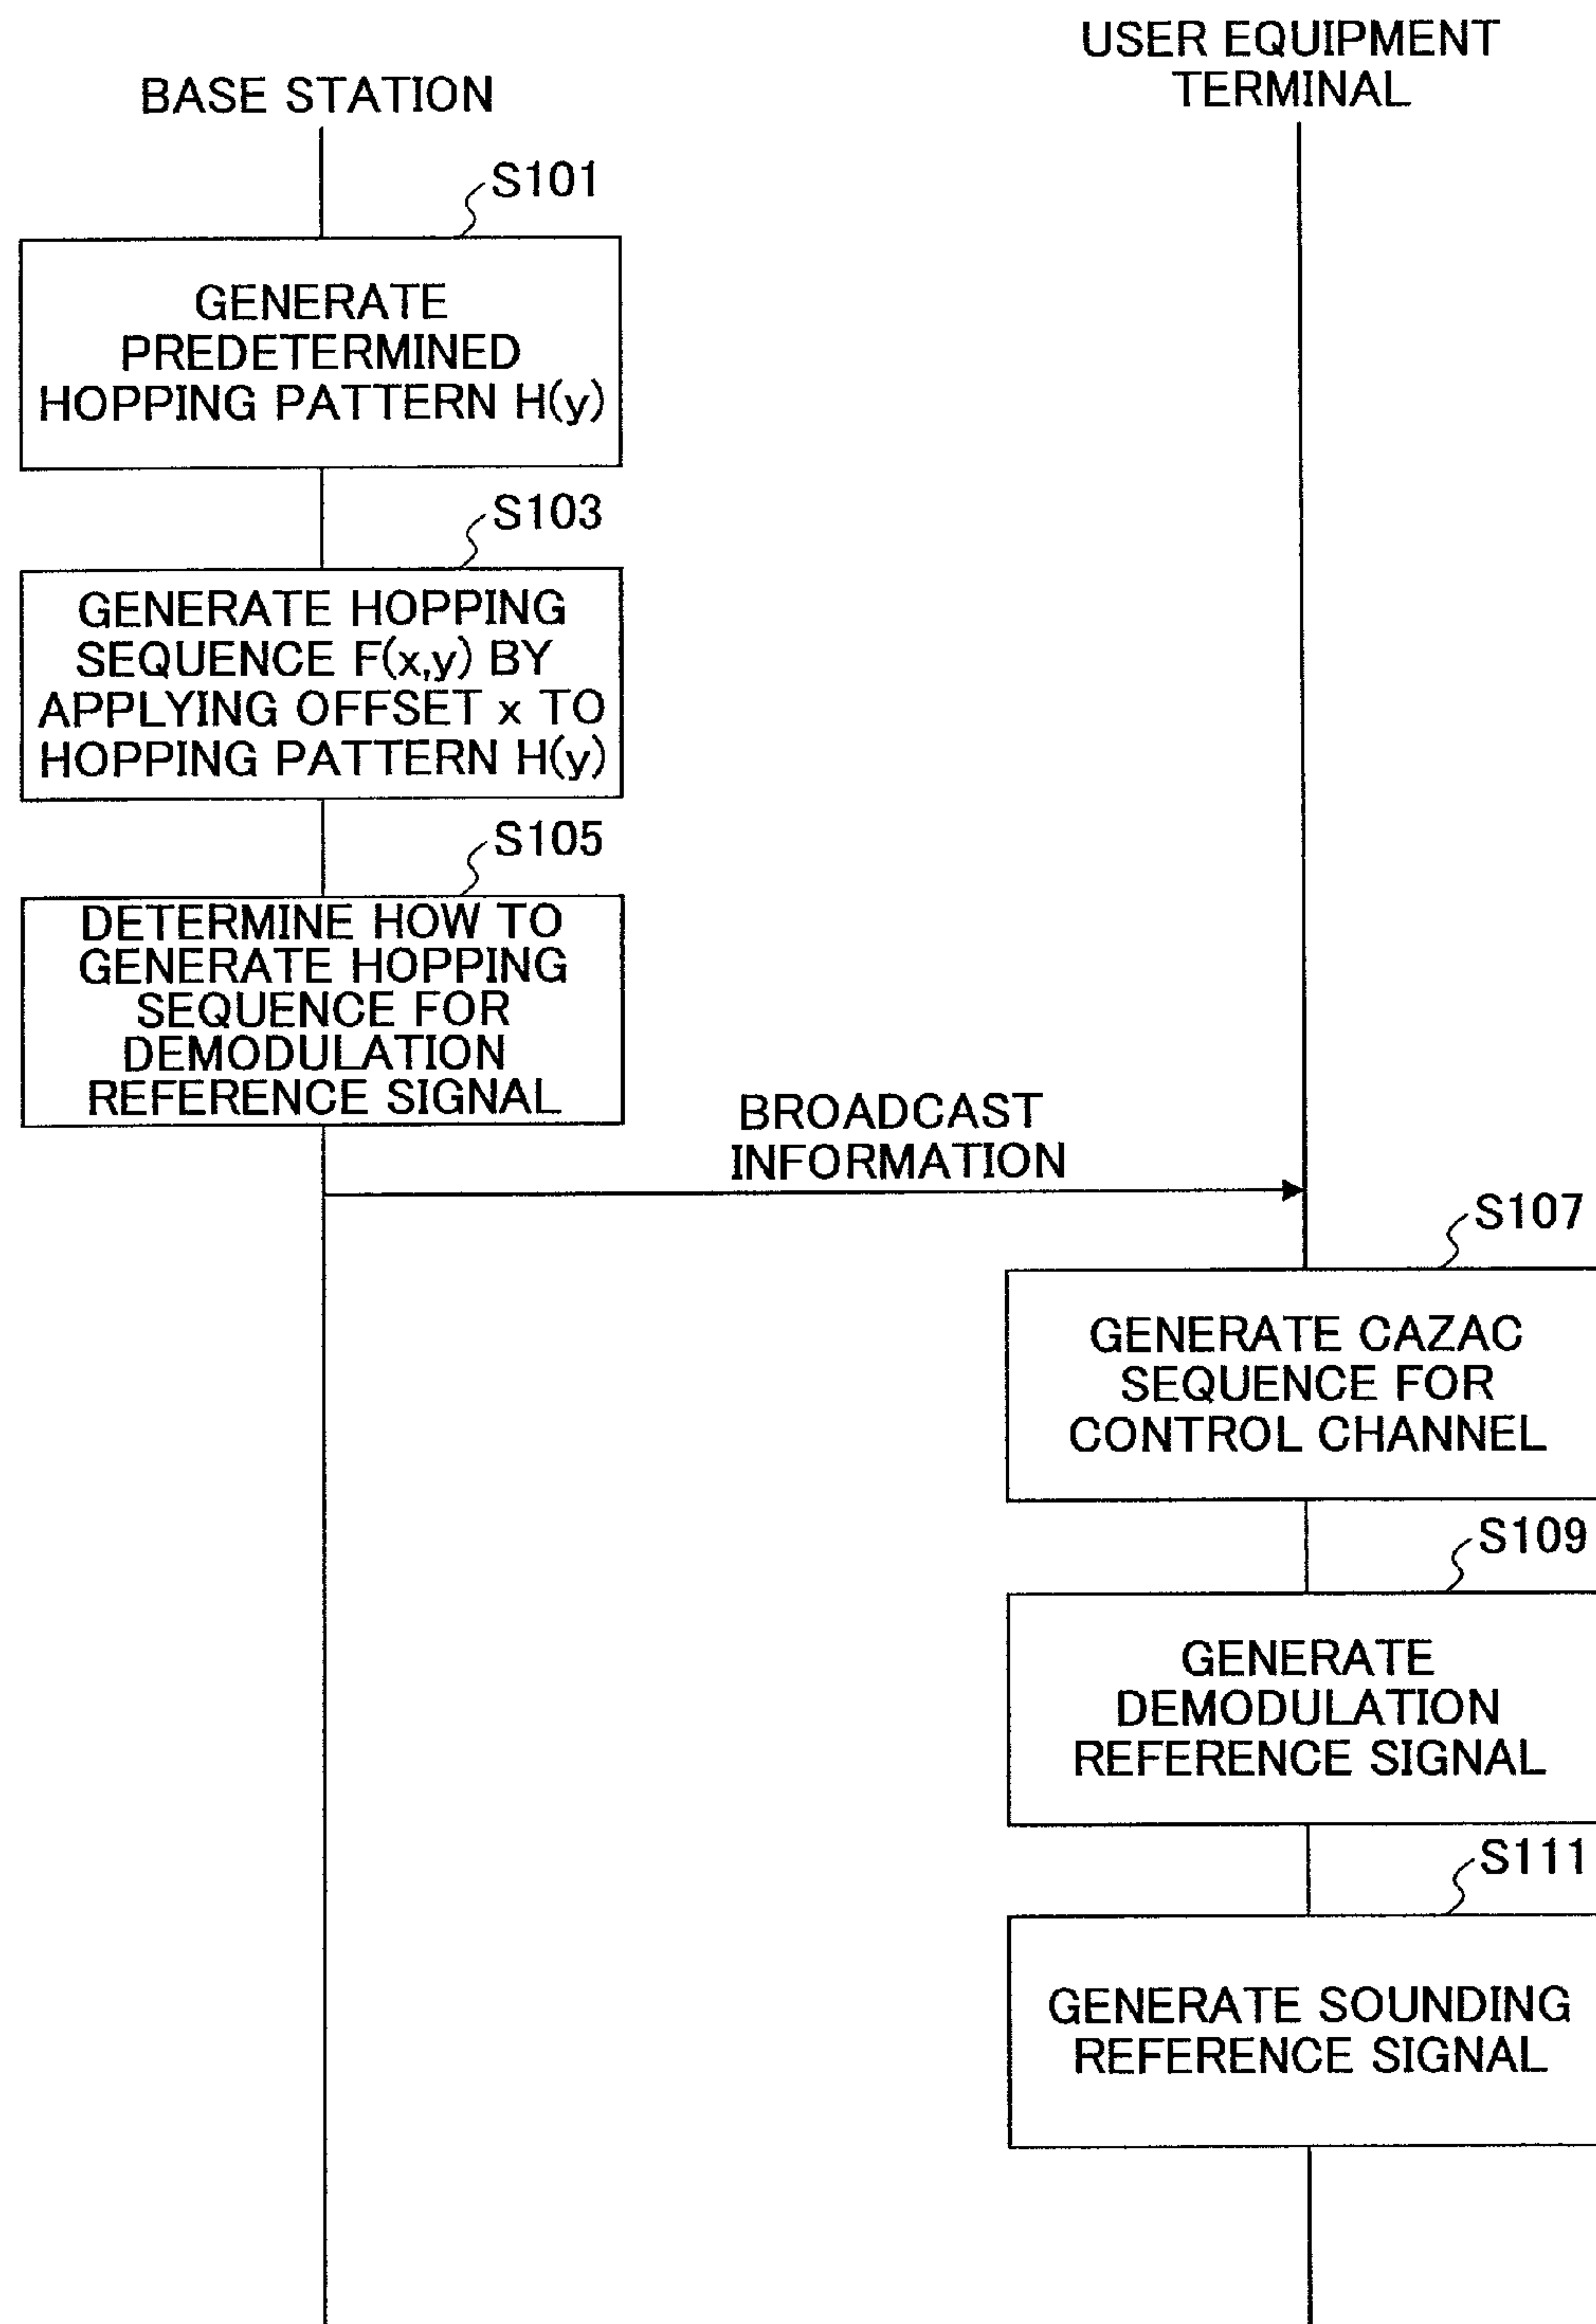 USER EQUIPMENT
TERMINAL
BASE STATION
S101
GENERATE
PREDETERMINED
HOPPING PATTERN H(y)
S103
GENERATE HOPPING
SEQUENCE F(x,y) BY
APPLYING OFFSET x TO
HOPPING PATTERN H(y)
S105
DETERMINE HOW TO
GENERATE HOPPING
SEQUENCE FOR
DEMODULATION
REFERENCE SIGNAL
BROADCAST
INFORMATION
S107
GENERATE CAZAC
SEQUENCE FOR
CONTROL CHANNEL
S109
GENERATE
DEMODULATION
REFERENCE SIGNAL
S111
GENERATE SOUNDING
REFERENCE SIGNAL